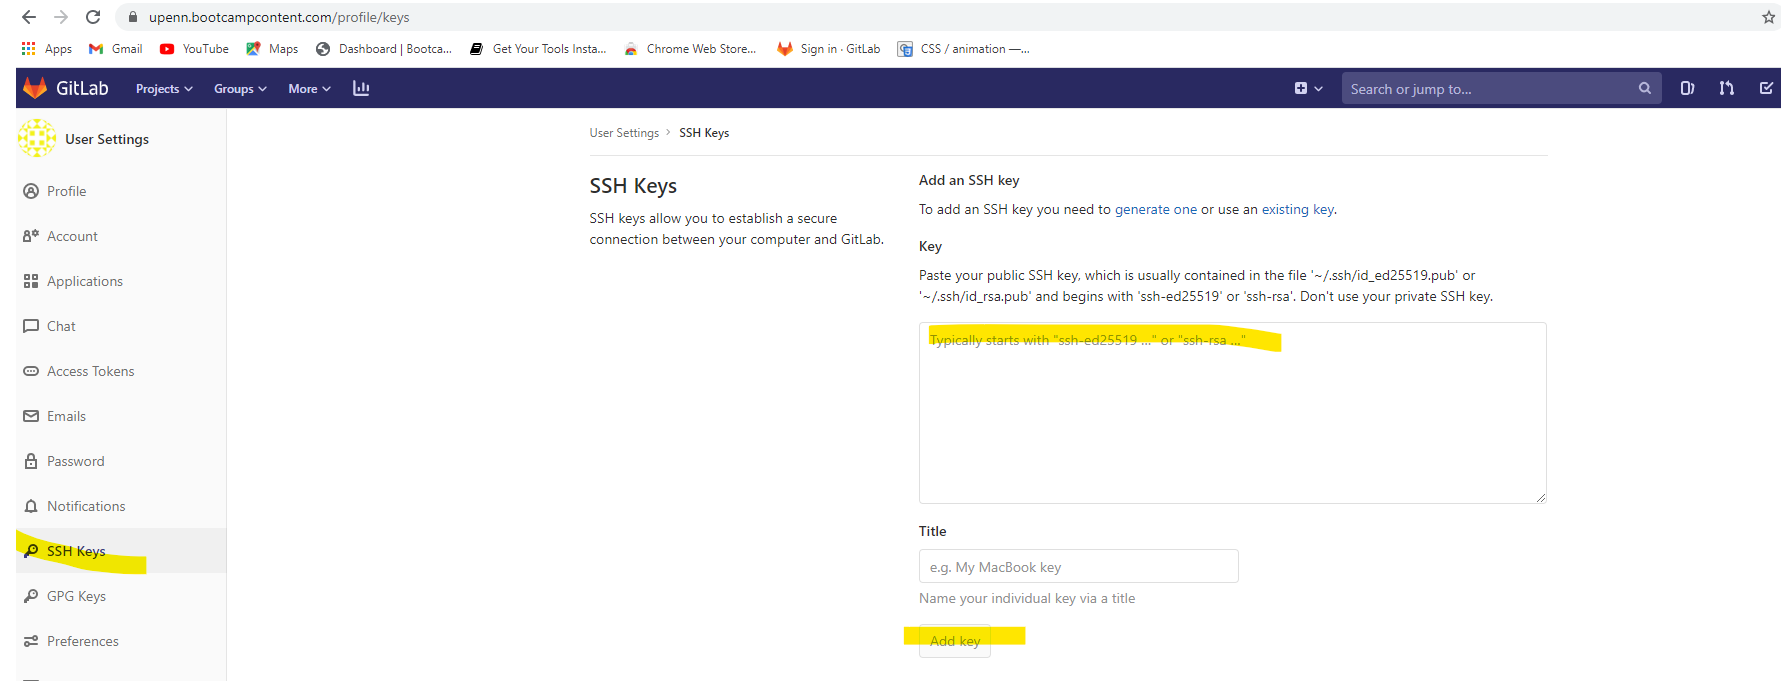 upenn.bootcampcontent.com/profile/keys
Apps Gmail YouTube Maps Dashboard | Bootca... Get Your Tools Insta... Chrome Web Store... Sign in · GitLab CSS / animation —...
GitLab Projects Groups More Search or jump to...
User Settings
Profile
Account
Applications
Chat
Access Tokens
Emails
Password
Notifications
SSH Keys
GPG Keys
Preferences
User Settings > SSH Keys
SSH Keys
SSH keys allow you to establish a secure
connection between your computer and GitLab.
Add an SSH key
To add an SSH key you need to generate one or use an existing key.
Key
Paste your public SSH key, which is usually contained in the file '~/.ssh/id_ed25519.pub' or
'~/.ssh/id_rsa.pub' and begins with 'ssh-ed25519' or 'ssh-rsa'. Don't use your private SSH key.
Typically starts with "ssh-ed25519 ..." or "ssh-rsa ..."
Title
e.g. My MacBook key
Name your individual key via a title
Add key